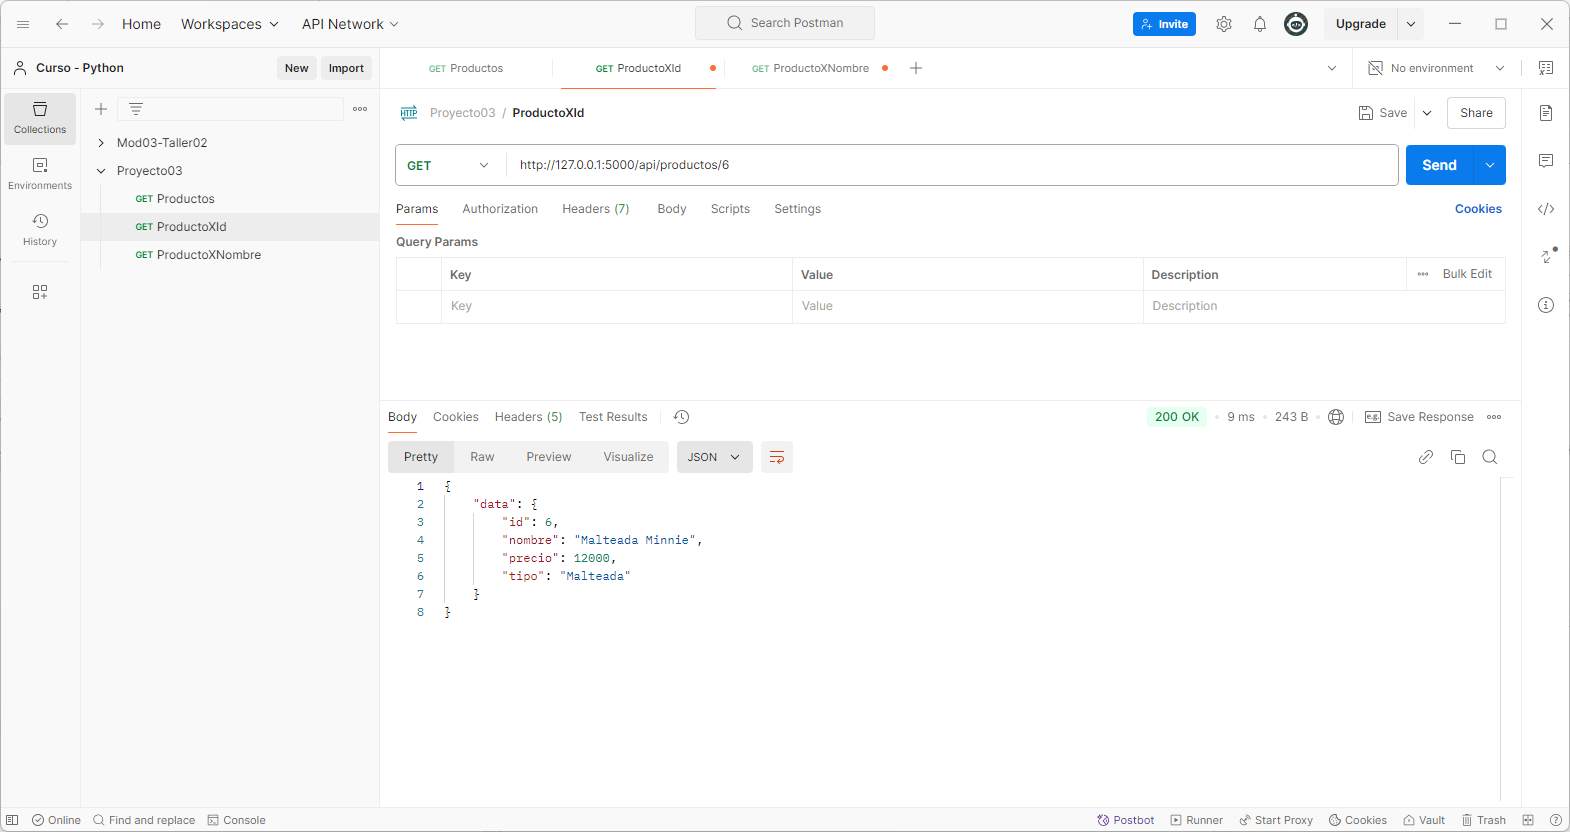 Home Workspaces API Network Search Postman Invite Upgrade
Curso - Python New Import GET Productos GET ProductoXId GET ProductoXNombre No environment
HTTP Proyecto03 / ProductoXId Save Share
Collections
Environments
History
Mod03-Taller02
Proyecto03
GET Productos
GET ProductoXId
GET ProductoXNombre
GET http://127.0.0.1:5000/api/productos/6 Send
Params Authorization Headers (7) Body Scripts Settings Cookies
Query Params
Key Value Description Bulk Edit
Key Value Description
Body Cookies Headers (5) Test Results 200 OK 9 ms 243 B e.g. Save Response
Pretty Raw Preview Visualize JSON
1 {
2 "data": {
3 "id": 6,
4 "nombre": "Malteada Minnie",
5 "precio": 12000,
6 "tipo": "Malteada"
7 }
8 }
Online Find and replace Console Postbot Runner Start Proxy Cookies Vault Trash